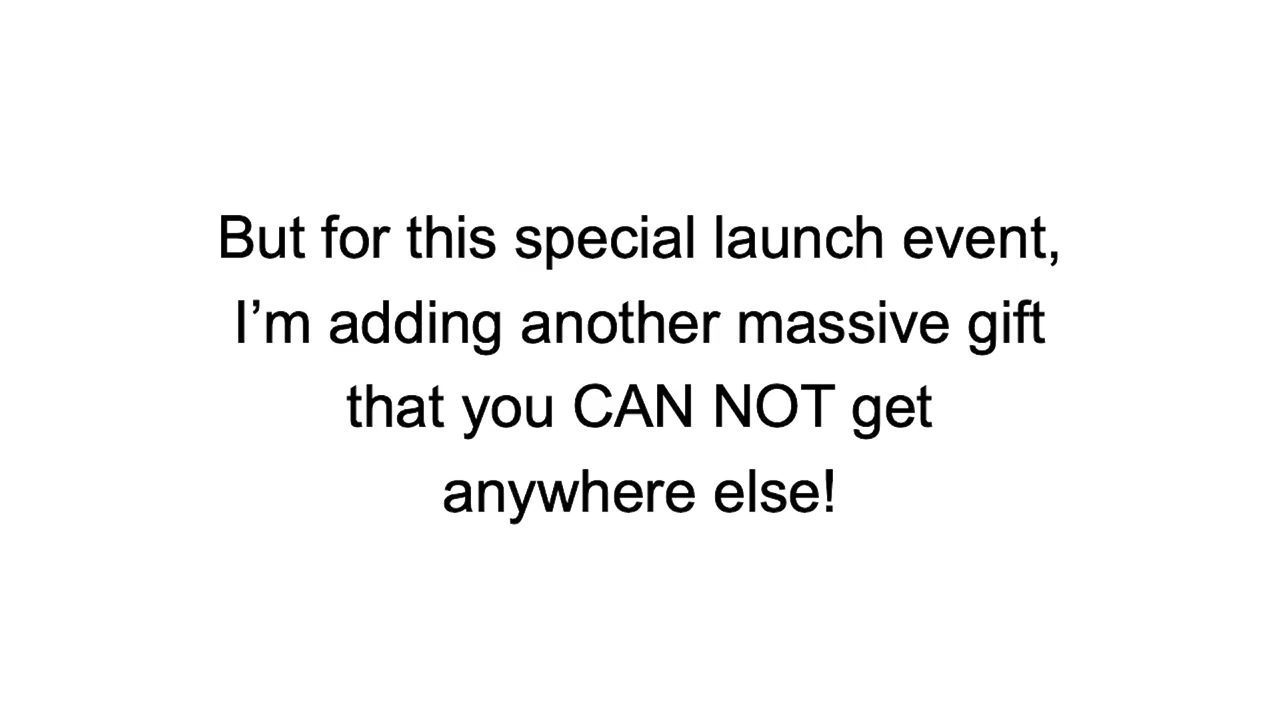 But for this special launch event,
I’m adding another massive gift
that you CAN NOT get
anywhere else!